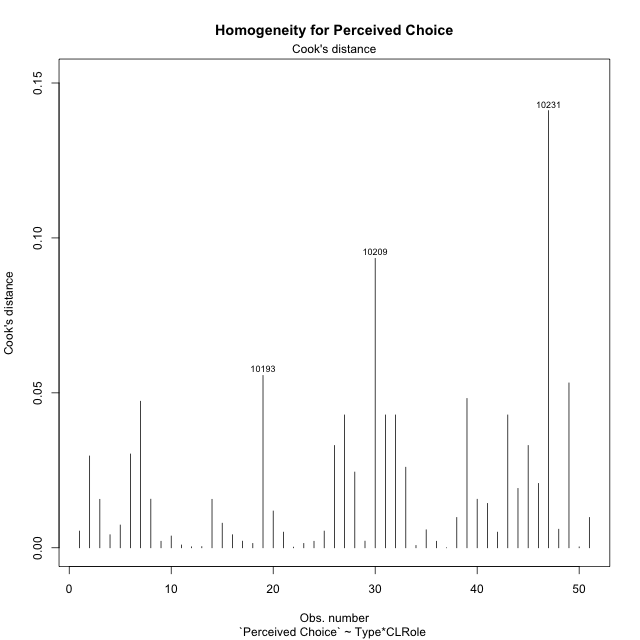 Homogeneity for Perceived Choice
Cook's distance
0.15
0.10
0.05
0.00
Cook's distance
10231
10209
10193
0 10 20 30 40 50
Obs. number
`Perceived Choice` ~ Type*CLRole